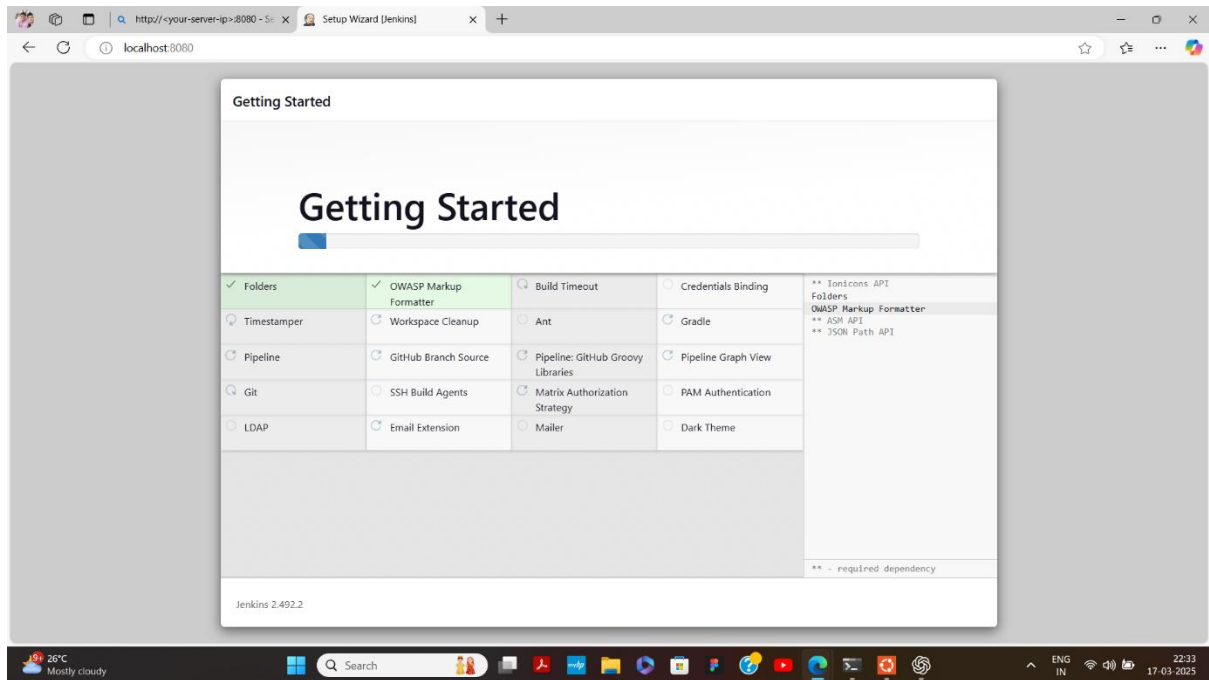 http://<your-server-ip>:8080 - Se
Setup Wizard [Jenkins]
localhost:8080
Getting Started
Getting Started
Folders
OWASP Markup
Formatter
Build Timeout
Credentials Binding
Timestamper
Workspace Cleanup
Ant
Gradle
Pipeline
GitHub Branch Source
Pipeline: GitHub Groovy
Libraries
Pipeline Graph View
Git
SSH Build Agents
Matrix Authorization
Strategy
PAM Authentication
LDAP
Email Extension
Mailer
Dark Theme
** Ionicons API
Folders
OWASP Markup Formatter
** ASM API
** JSON Path API
** - required dependency
Jenkins 2.492.2
26°C
Mostly cloudy
Search
ENG
IN
22:33
17-03-2025